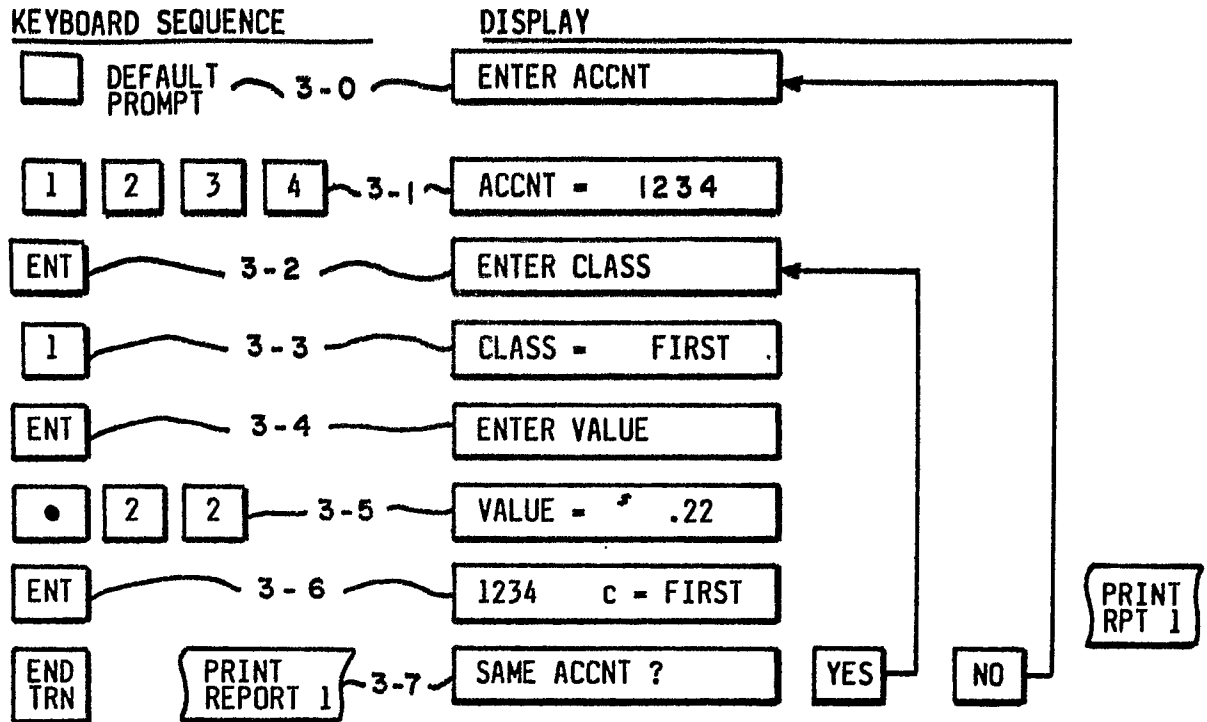 KEYBOARD SEQUENCE DISPLAY
DEFAULT PROMPT 3-0 ENTER ACCNT
1 2 3 4 3-1 ACCNT = 1234
ENT 3-2 ENTER CLASS
1 3-3 CLASS = FIRST
ENT 3-4 ENTER VALUE
• 2 2 3-5 VALUE = $ .22
ENT 3-6 1234 c = FIRST
PRINT RPT 1
END TRN PRINT REPORT 1 3-7 SAME ACCNT ? YES NO